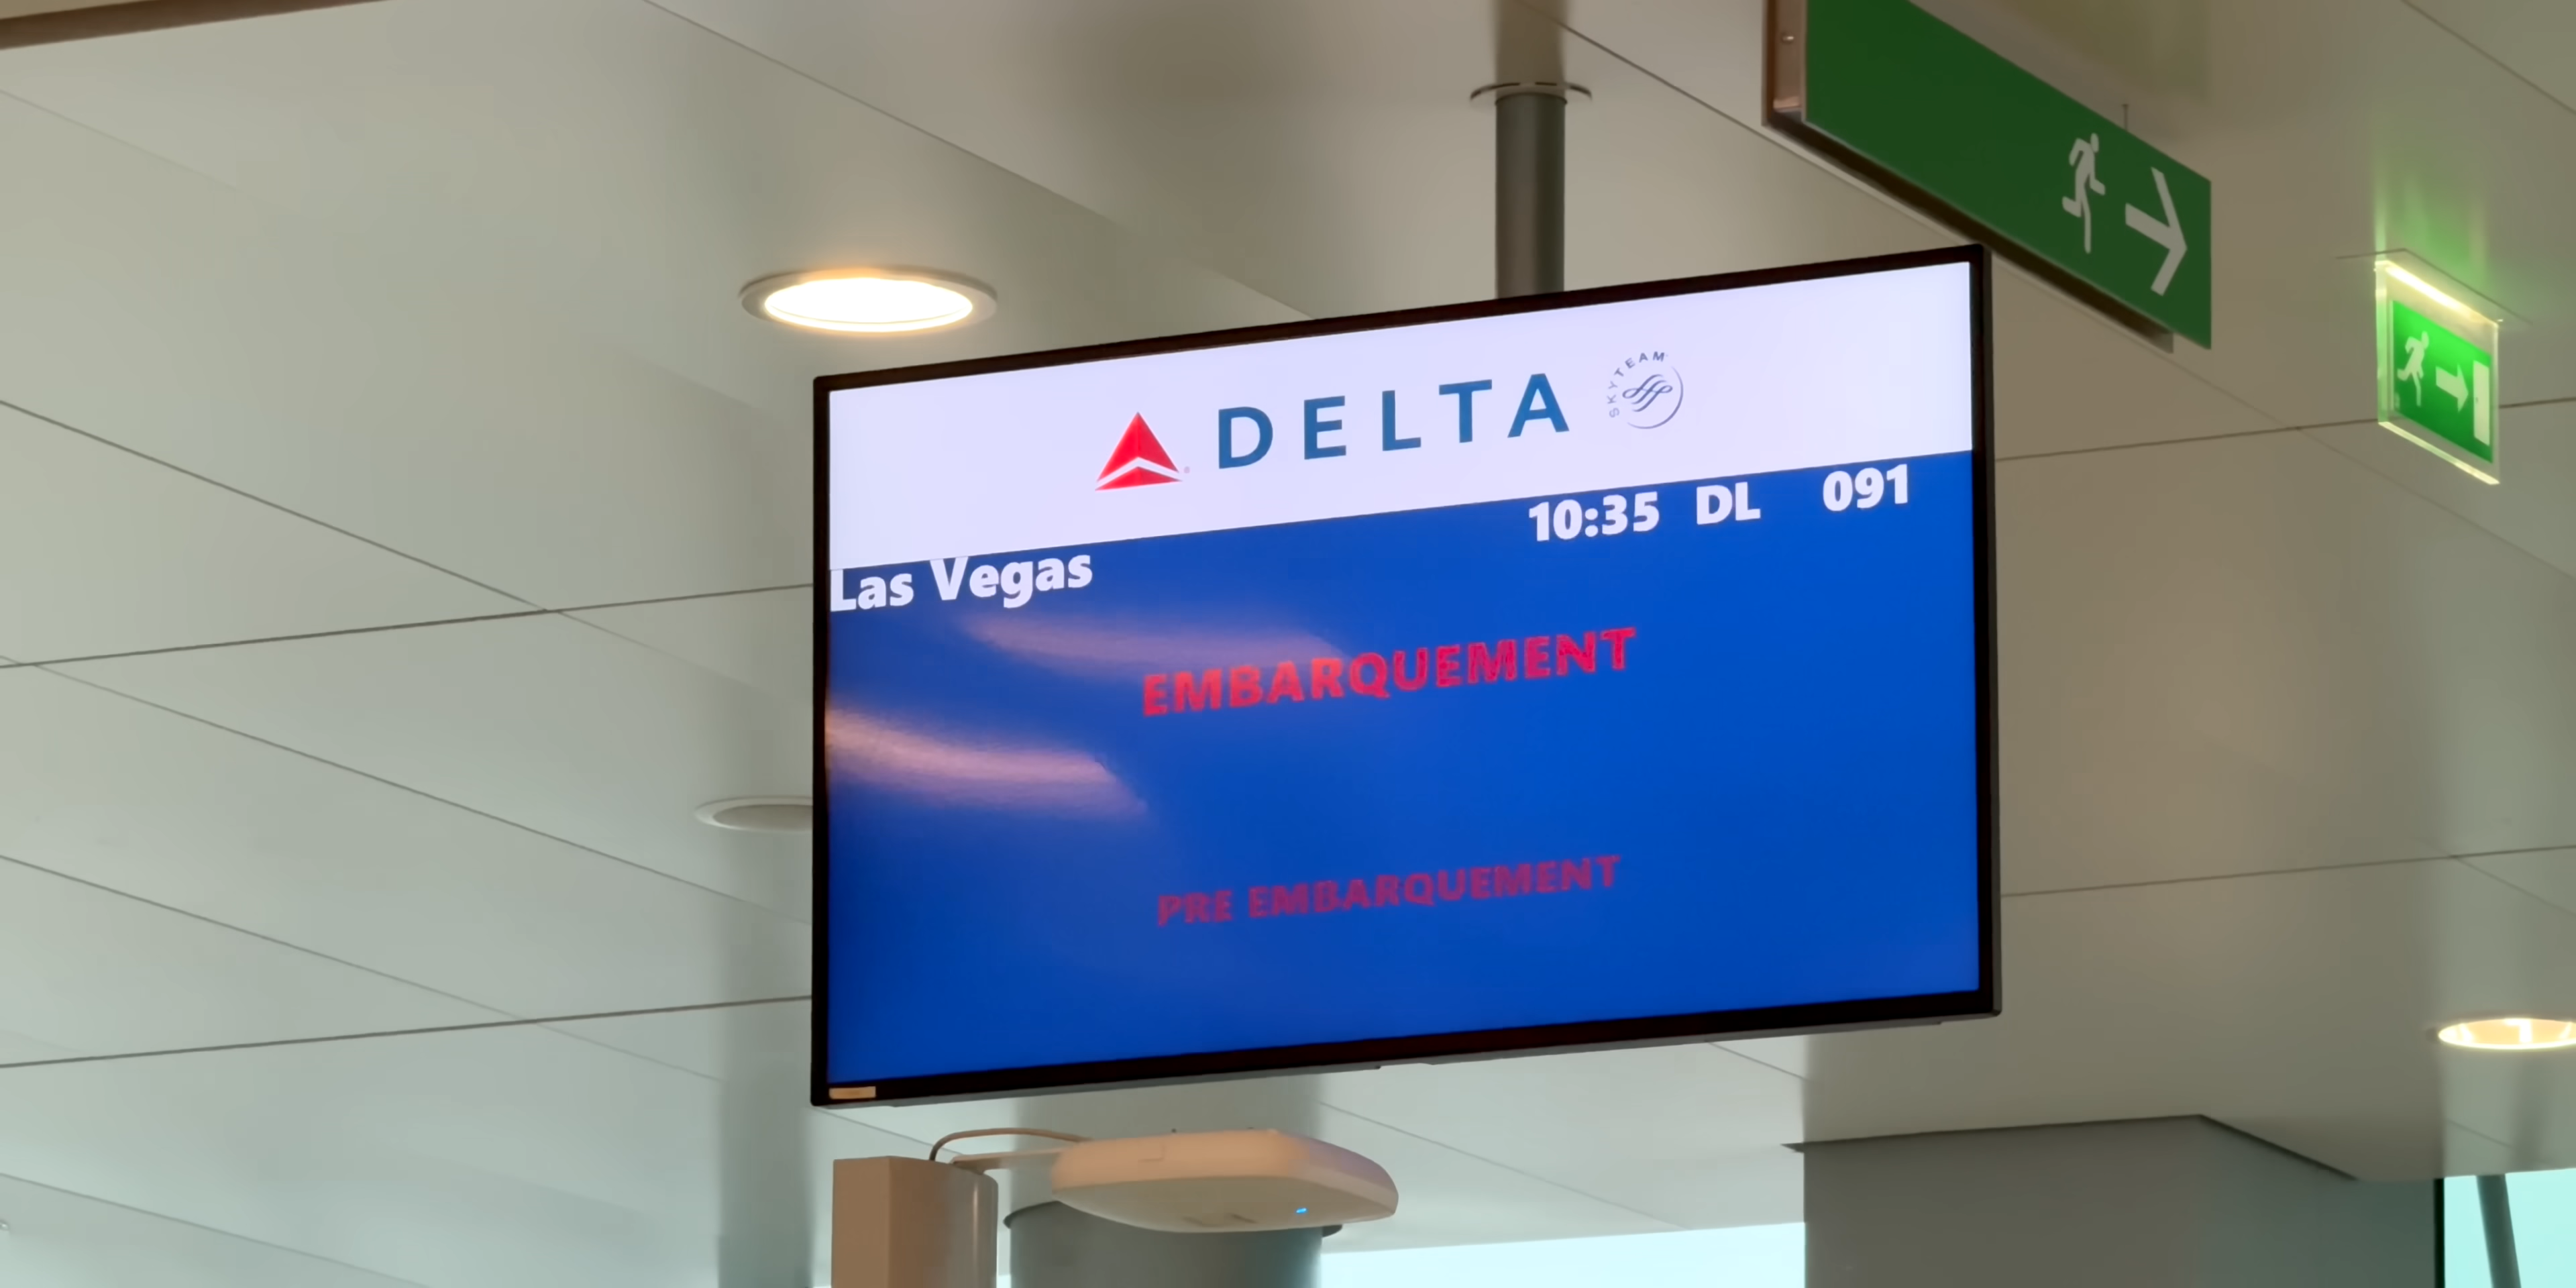 DELTA
SKYTEAM
10:35 DL 091
Las Vegas
EMBARQUEMENT
PRE EMBARQUEMENT